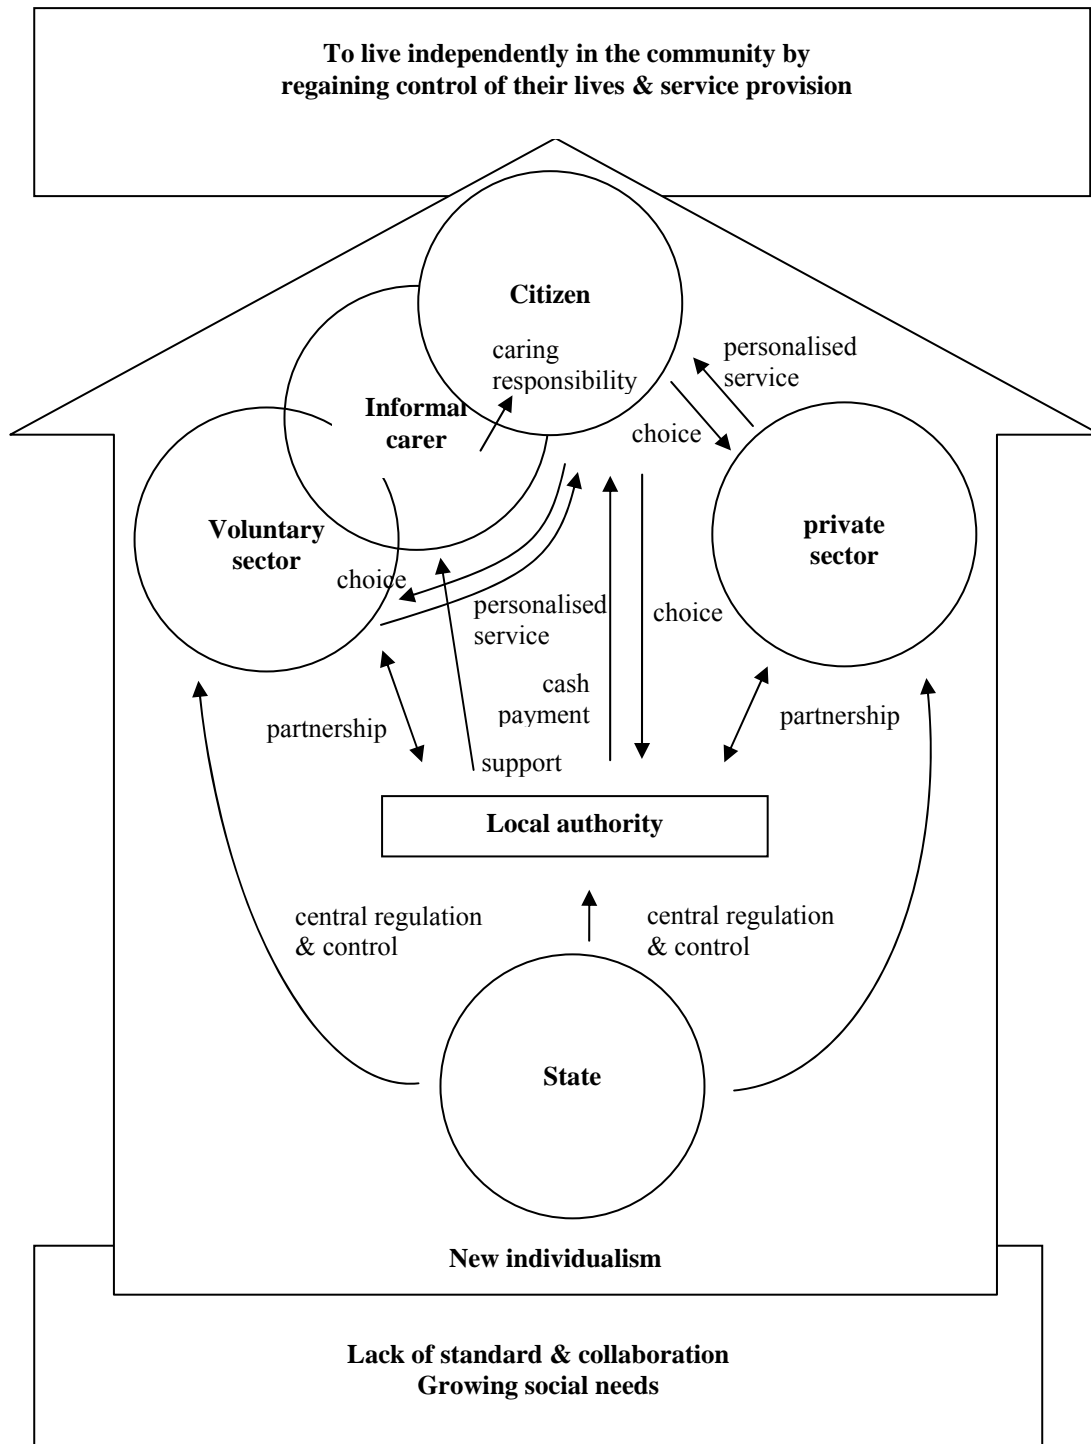 To live independently in the community by
regaining control of their lives & service provision
Citizen
caring
responsibility
personalised
service
Informal
carer
choice
Voluntary
sector
private
sector
choice
personalised
service
choice
cash
payment
partnership
partnership
support
Local authority
central regulation
& control
central regulation
& control
State
New individualism
Lack of standard & collaboration
Growing social needs